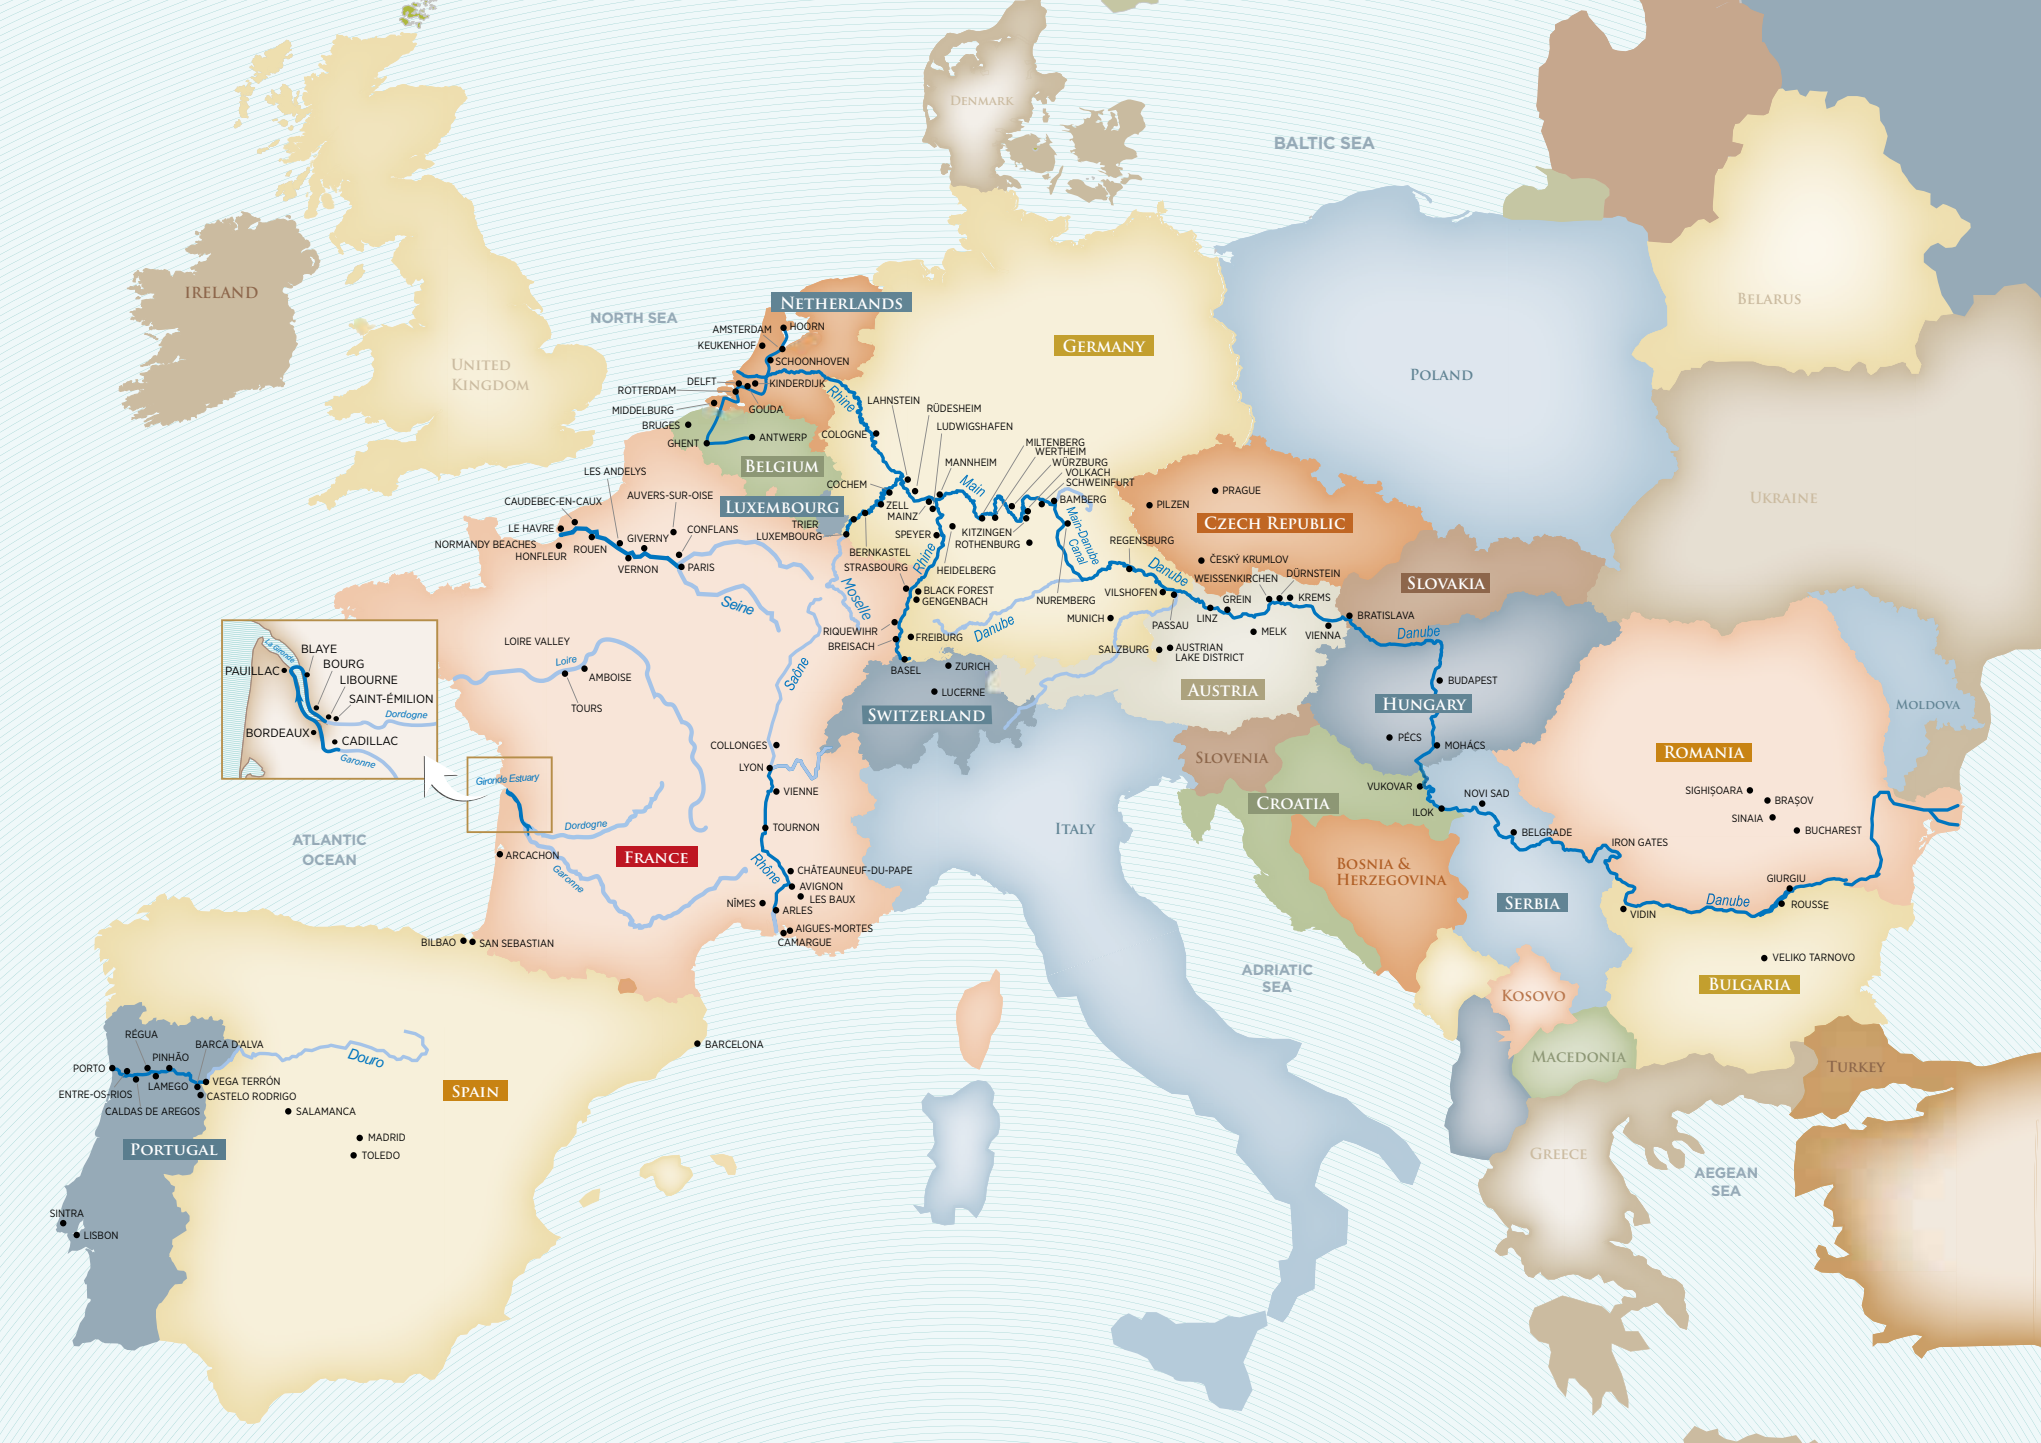 DENMARK
BALTIC SEA
IRELAND
BELARUS
NETHERLANDS
NORTH SEA
HOORN
AMSTERDAM
KEUKENHOF
GERMANY
SCHOONHOVEN
UNITED
KINGDOM
POLAND
DELFT
KINDERDIJK
ROTTERDAM
Rhine
LAHNSTEIN
MIDDELBURG
GOUDA
RÜDESHEIM
BRUGES
LUDWIGSHAFEN
GHENT
ANTWERP
COLOGNE
MILTENBERG
WERTHEIM
WÜRZBURG
VOLKACH
SCHWEINFURT
BELGIUM
MANNHEIM
LES ANDELYS
COCHEM
Main
PRAGUE
UKRAINE
CAUDEBEC-EN-CAUX
AUVERS-SUR-OISE
LUXEMBOURG
ZELL
BAMBERG
PILZEN
MAINZ
CZECH REPUBLIC
LE HAVRE
CONFLANS
TRIER
LUXEMBOURG
SPEYER
KITZINGEN
ROTHENBURG
Main-Danube
Canal
NORMANDY BEACHES
HONFLEUR
ROUEN
GIVERNY
BERNKASTEL
REGENSBURG
VERNON
PARIS
STRASBOURG
Rhine
HEIDELBERG
ČESKÝ KRUMLOV
Danube
WEISSENKIRCHEN
DÜRNSTEIN
SLOVAKIA
Seine
Moselle
BLACK FOREST
GENGENBACH
NUREMBERG
VILSHOFEN
GREIN
KREMS
MUNICH
PASSAU
LINZ
BRATISLAVA
RIQUEWIHR
BREISACH
FREIBURG
Danube
MELK
VIENNA
Danube
LOIRE VALLEY
SALZBURG
AUSTRIAN
LAKE DISTRICT
La Gironde
BLAYE
BOURG
PAUILLAC
LIBOURNE
SAINT-ÉMILION
Dordogne
BORDEAUX
CADILLAC
Garonne
Loire
AMBOISE
TOURS
Saône
BASEL
ZURICH
LUCERNE
AUSTRIA
BUDAPEST
SWITZERLAND
HUNGARY
MOLDOVA
COLLONGES
PÉCS
MOHÁCS
SLOVENIA
ROMANIA
LYON
Gironde Estuary
VIENNE
VUKOVAR
NOVI SAD
SIGHIȘOARA
BRAȘOV
CROATIA
ILOK
SINAIA
Dordogne
TOURNON
ITALY
BELGRADE
BUCHAREST
ATLANTIC
OCEAN
IRON GATES
ARCACHON
FRANCE
Garonne
Rhône
CHÂTEAUNEUF-DU-PAPE
BOSNIA &
HERZEGOVINA
GIURGIU
AVIGNON
LES BAUX
NÎMES
ARLES
SERBIA
Danube
ROUSSE
VIDIN
AIGUES-MORTES
CAMARGUE
BILBAO
SAN SEBASTIAN
VELIKO TARNOVO
ADRIATIC
SEA
BULGARIA
KOSOVO
RÉGUA
BARCA D'ALVA
BARCELONA
PINHÃO
Douro
MACEDONIA
PORTO
TURKEY
LAMEGO
VEGA TERRÓN
ENTRE-OS-RIOS
CASTELO RODRIGO
SPAIN
CALDAS DE AREGOS
SALAMANCA
MADRID
PORTUGAL
TOLEDO
GREECE
AEGEAN
SEA
SINTRA
LISBON